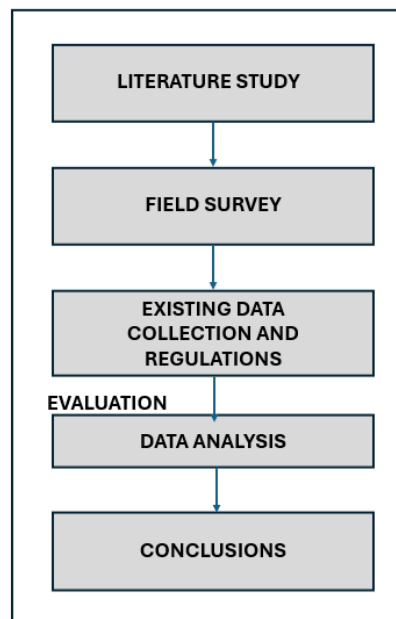 LITERATURE STUDY
FIELD SURVEY
EXISTING DATA
COLLECTION AND
REGULATIONS
EVALUATION
DATA ANALYSIS
CONCLUSIONS